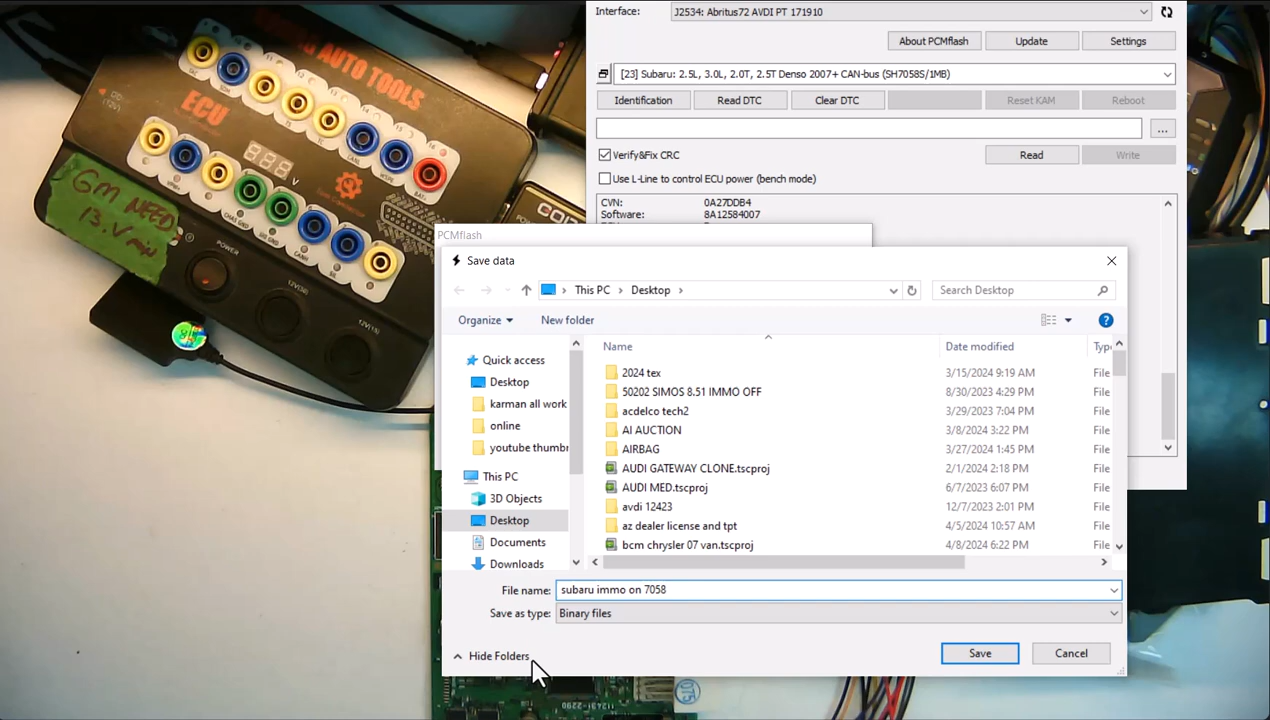 AUTO TOOLS
ECU
GM NEED
13.V min
POWER
12V(30)
12V(15)
Interface:
J2534: Abritus72 AVDI PT 171910
About PCMflash
Update
Settings
[23] Subaru: 2.5L, 3.0L, 2.0T, 2.5T Denso 2007+ CAN-bus (SH7058S/1MB)
Identification
Read DTC
Clear DTC
Reset KAM
Reboot
...
Verify&Fix CRC
Read
Write
Use L-Line to control ECU power (bench mode)
CVN: 0A27DDB4
Software: 8A12584007
PCMflash
Save data
This PC > Desktop >
Search Desktop
Organize
New folder
Name
Date modified
Type
Quick access
Desktop
karman all work
online
youtube thumbr
This PC
3D Objects
Desktop
Documents
Downloads
2024 tex 3/15/2024 9:19 AM File
50202 SIMOS 8.51 IMMO OFF 8/30/2023 4:29 PM File
acdelco tech2 3/29/2023 7:04 PM File
AI AUCTION 3/8/2024 3:22 PM File
AIRBAG 3/27/2024 1:45 PM File
AUDI GATEWAY CLONE.tscproj 2/1/2024 2:18 PM File
AUDI MED.tscproj 6/7/2023 6:07 PM File
avdi 12423 12/7/2023 2:01 PM File
az dealer license and tpt 4/5/2024 10:57 AM File
bcm chrysler 07 van.tscproj 4/8/2024 6:22 PM File
File name: subaru immo on 7058
Save as type: Binary files
Hide Folders
Save
Cancel